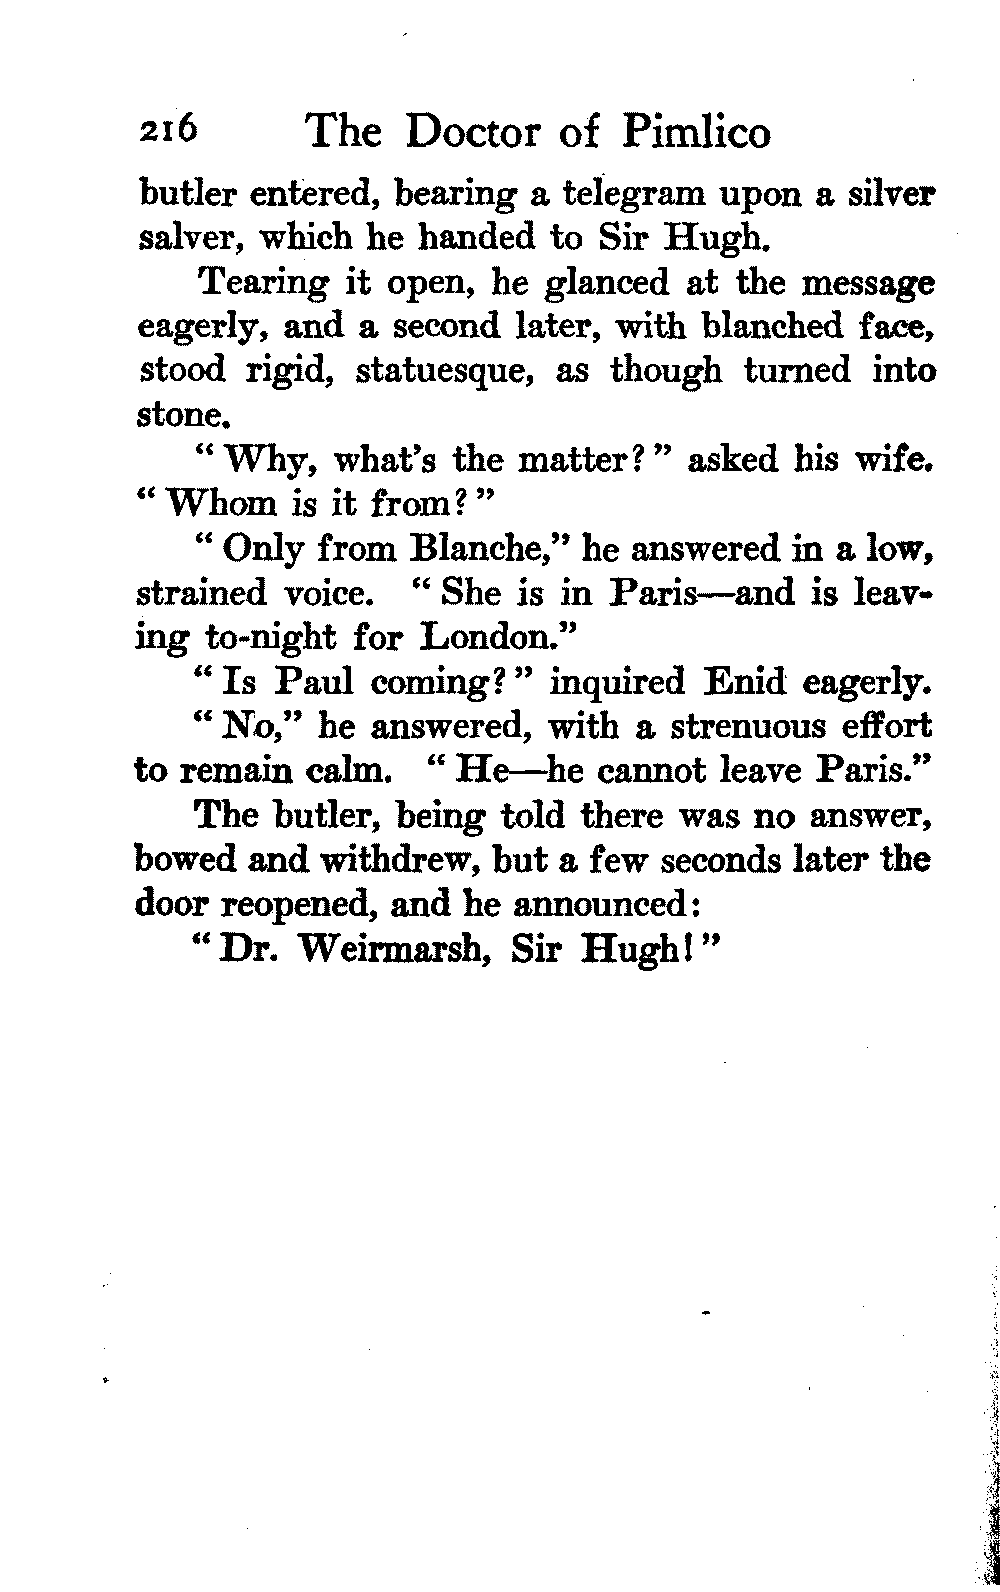 216 The Doctor of Pimlico
butler entered, bearing a telegram upon a silver
salver, which he handed to Sir Hugh.
Tearing it open, he glanced at the message
eagerly, and a second later, with blanched face,
stood rigid, statuesque, as though turned into
stone.
“ Why, what’s the matter? ” asked his wife.
“ Whom is it from? ”
“ Only from Blanche,” he answered in a low,
strained voice. “ She is in Paris—and is leav-
ing to-night for London.”
“ Is Paul coming? ” inquired Enid eagerly.
“ No,” he answered, with a strenuous effort
to remain calm. “ He—he cannot leave Paris.”
The butler, being told there was no answer,
bowed and withdrew, but a few seconds later the
door reopened, and he announced:
“ Dr. Weirmarsh, Sir Hugh! ”